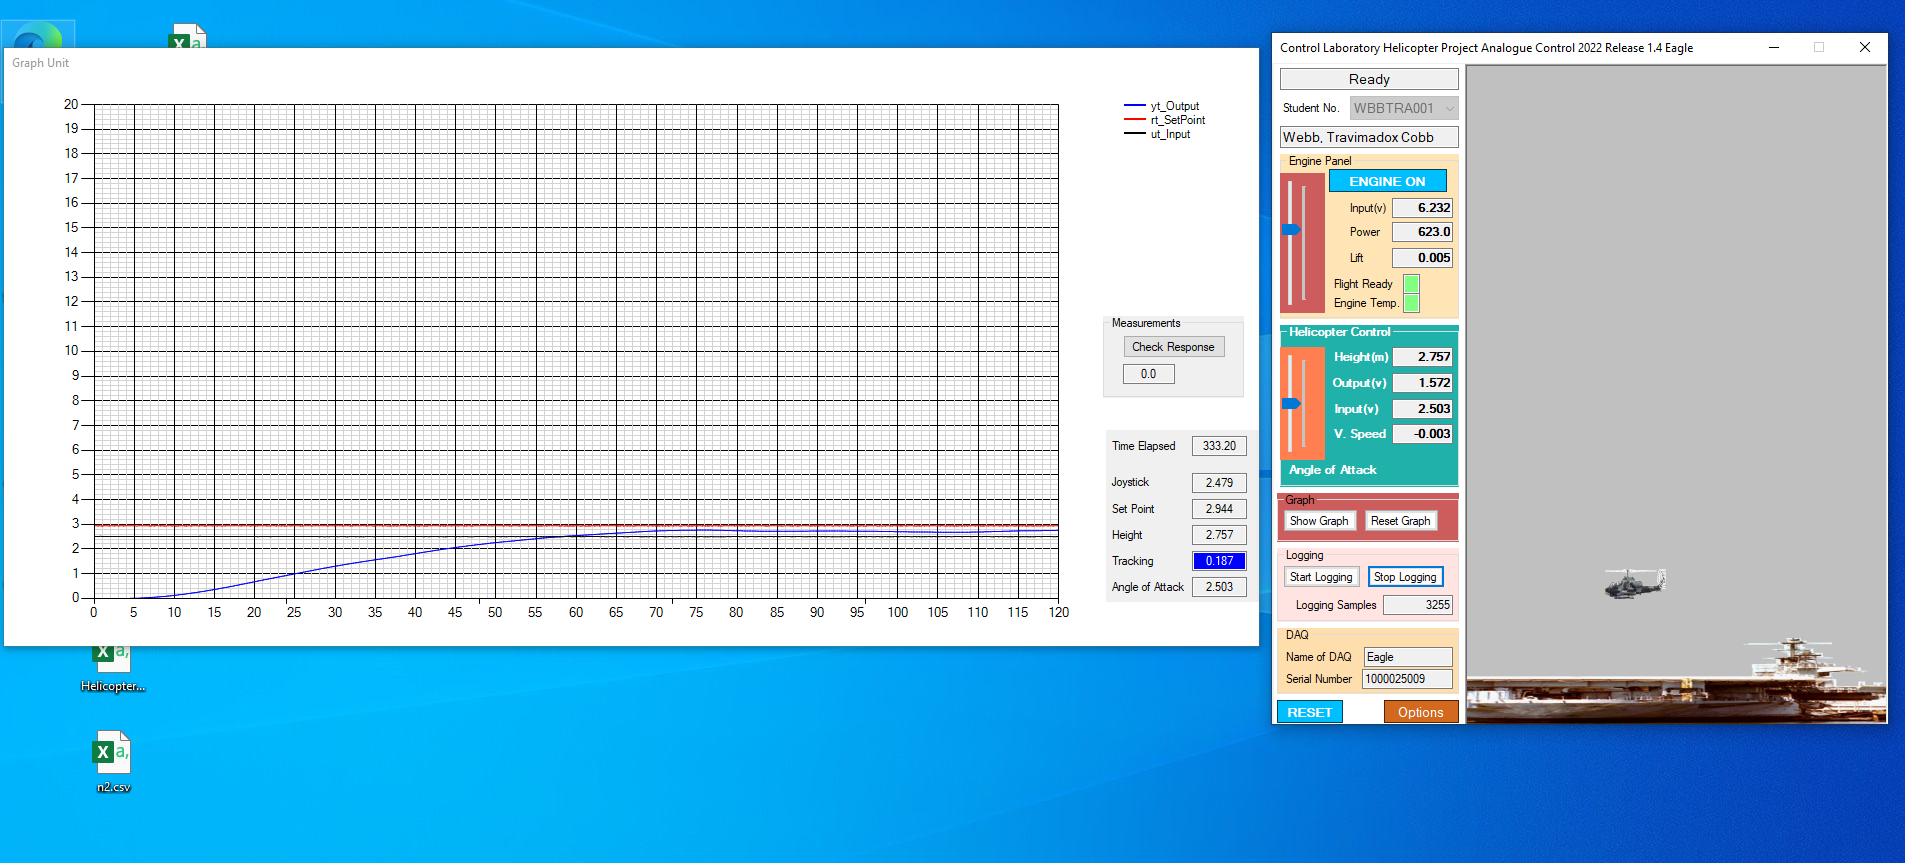 Graph Unit
20
19
18
17
16
15
14
13
12
11
10
9
8
7
6
5
4
3
2
1
0
0 5 10 15 20 25 30 35 40 45 50 55 60 65 70 75 80 85 90 95 100 105 110 115 120
yt_Output
rt_SetPoint
ut_Input
Measurements
Check Response
0.0
Time Elapsed 333.20
Joystick 2.479
Set Point 2.944
Height 2.757
Tracking 0.187
Angle of Attack 2.503
Helicopter...
n2.csv
Control Laboratory Helicopter Project Analogue Control 2022 Release 1.4 Eagle
Ready
Student No. WBBTRA001
Webb, Travimadox Cobb
Engine Panel
ENGINE ON
Input(v) 6.232
Power 623.0
Lift 0.005
Flight Ready
Engine Temp.
Helicopter Control
Height(m) 2.757
Output(v) 1.572
Input(v) 2.503
V. Speed -0.003
Angle of Attack
Graph
Show Graph Reset Graph
Logging
Start Logging Stop Logging
Logging Samples 3255
DAQ
Name of DAQ Eagle
Serial Number 1000025009
RESET Options